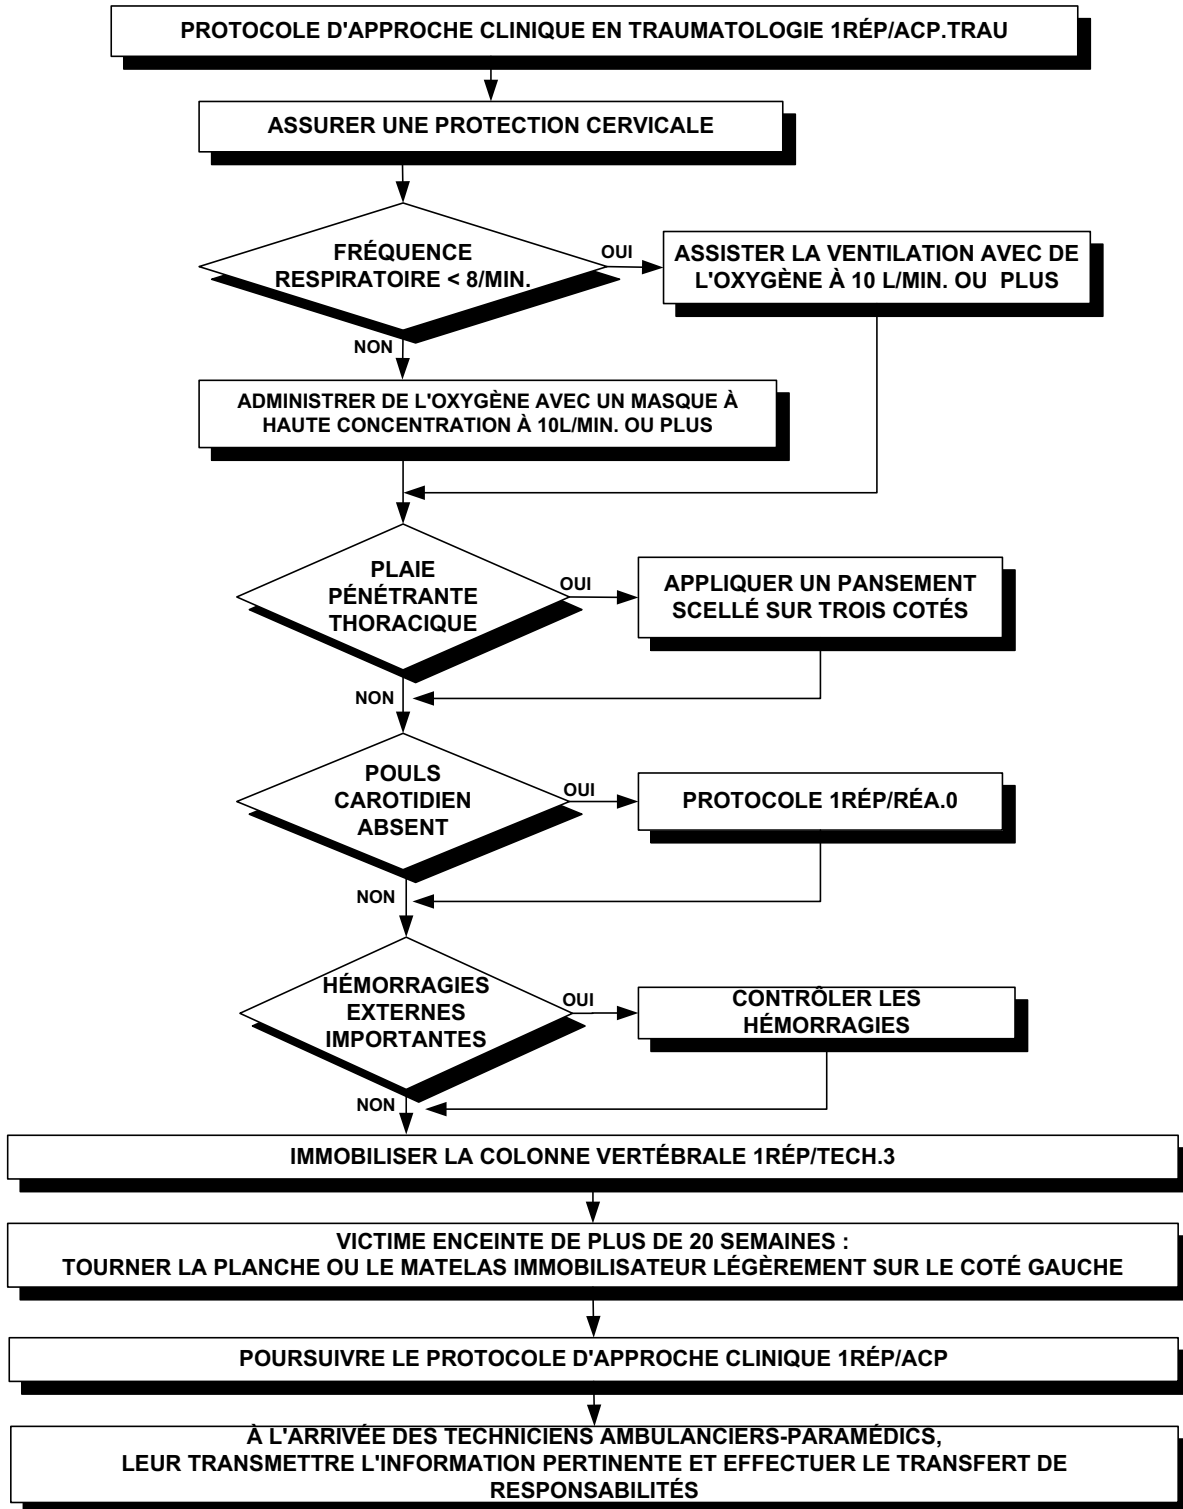 PROTOCOLE D'APPROCHE CLINIQUE EN TRAUMATOLOGIE 1RÉP/ACP.TRAU
ASSURER UNE PROTECTION CERVICALE
FRÉQUENCE
RESPIRATOIRE < 8/MIN.
OUI
ASSISTER LA VENTILATION AVEC DE
L'OXYGÈNE À 10 L/MIN. OU PLUS
NON
ADMINISTRER DE L'OXYGÈNE AVEC UN MASQUE À
HAUTE CONCENTRATION À 10L/MIN. OU PLUS
PLAIE
PÉNÉTRANTE
THORACIQUE
OUI
APPLIQUER UN PANSEMENT
SCELLÉ SUR TROIS COTÉS
NON
POULS
CAROTIDIEN
ABSENT
OUI
PROTOCOLE 1RÉP/RÉA.0
NON
HÉMORRAGIES
EXTERNES
IMPORTANTES
OUI
CONTRÔLER LES
HÉMORRAGIES
NON
IMMOBILISER LA COLONNE VERTÉBRALE 1RÉP/TECH.3
VICTIME ENCEINTE DE PLUS DE 20 SEMAINES :
TOURNER LA PLANCHE OU LE MATELAS IMMOBILISATEUR LÉGÈREMENT SUR LE COTÉ GAUCHE
POURSUIVRE LE PROTOCOLE D'APPROCHE CLINIQUE 1RÉP/ACP
À L'ARRIVÉE DES TECHNICIENS AMBULANCIERS-PARAMÉDICS,
LEUR TRANSMETTRE L'INFORMATION PERTINENTE ET EFFECTUER LE TRANSFERT DE
RESPONSABILITÉS